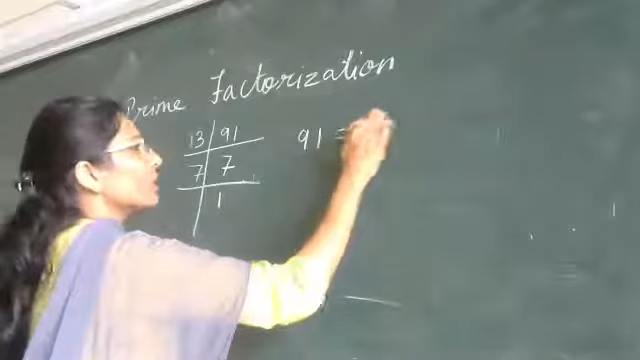 Prime Factorization
13 | 91 91 =
7 | 7
1